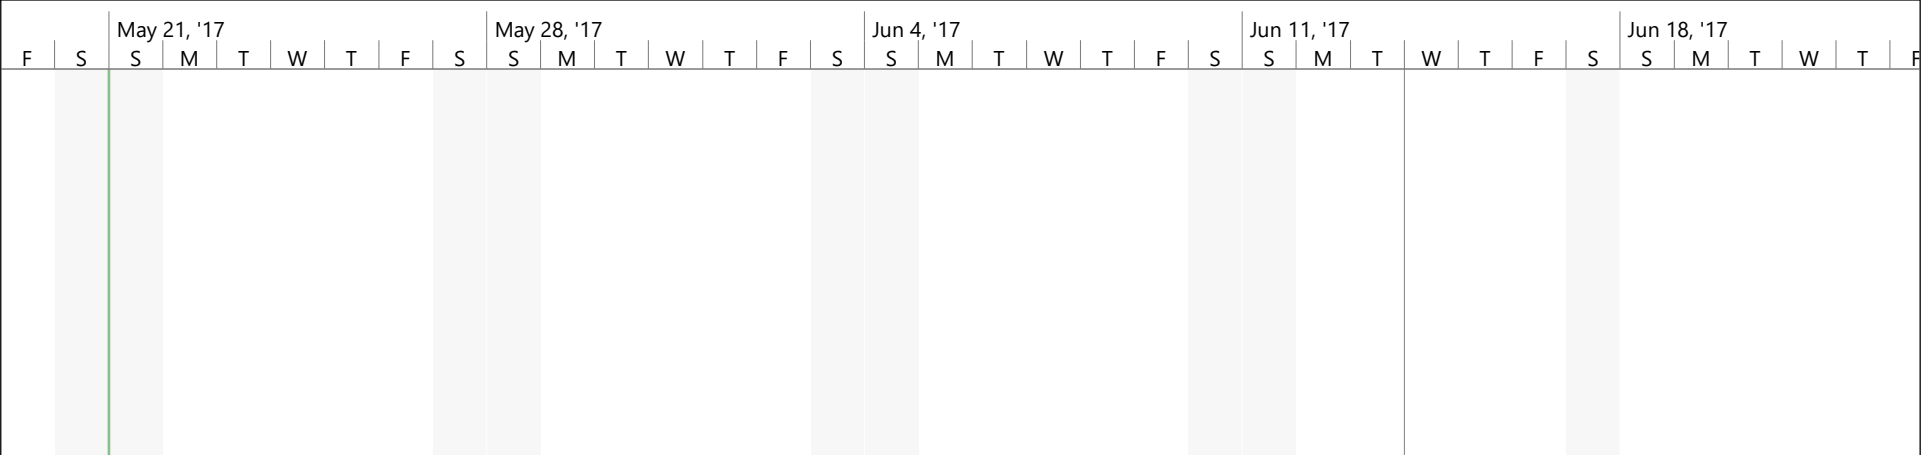 May 21, '17 May 28, '17 Jun 4, '17 Jun 11, '17 Jun 18, '17
F S S M T W T F S S M T W T F S S M T W T F S S M T W T F S S M T W T F